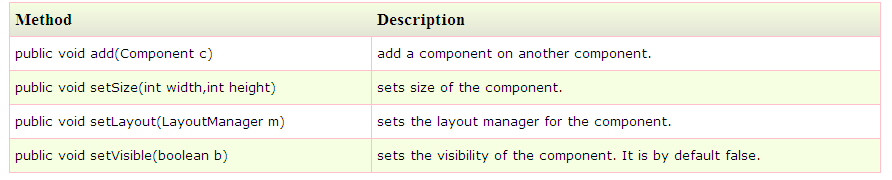 Method Description
public void add(Component c) add a component on another component.
public void setSize(int width,int height) sets size of the component.
public void setLayout(LayoutManager m) sets the layout manager for the component.
public void setVisible(boolean b) sets the visibility of the component. It is by default false.